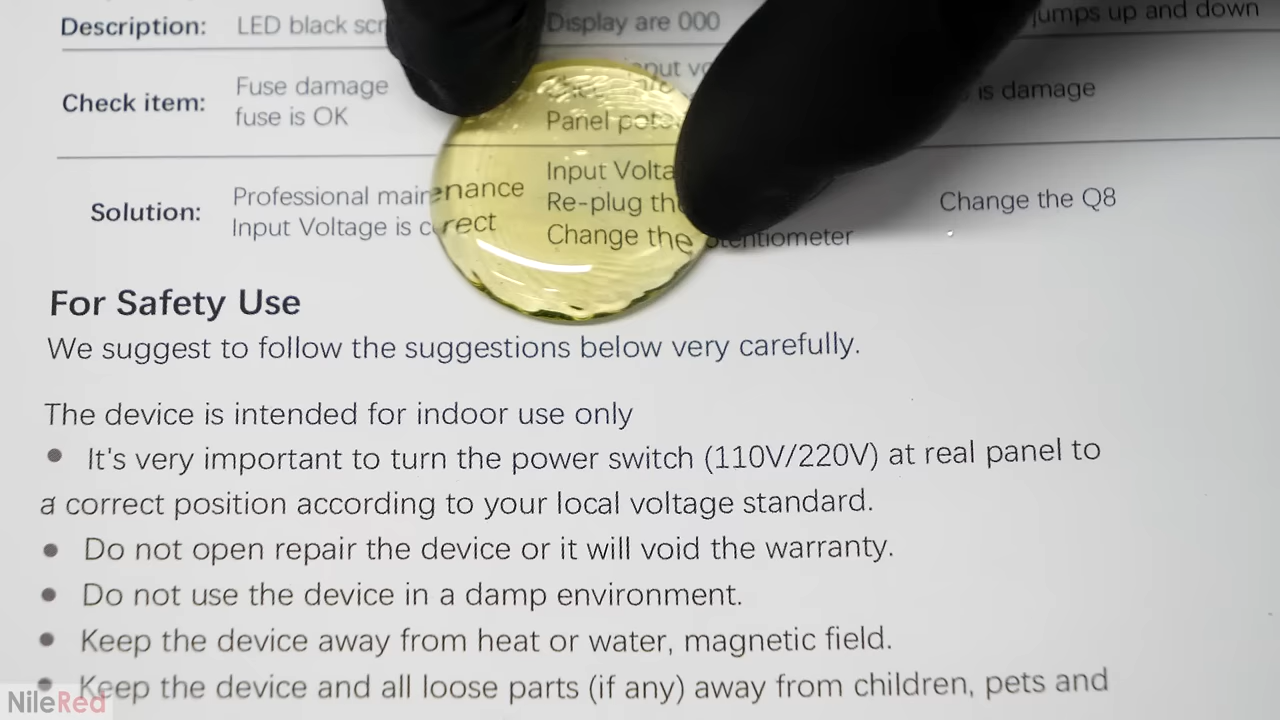 Description: LED black Display are 000 jumps up and down
Check item: Fuse damage is damage
fuse is OK Panel
Solution: Professional Input Change the Q8
Input Voltage is Re-plug
Change the
For Safety Use
We suggest to follow the suggestions below very carefully.
The device is intended for indoor use only
• It's very important to turn the power switch (110V/220V) at real panel to
a correct position according to your local voltage standard.
• Do not open repair the device or it will void the warranty.
• Do not use the device in a damp environment.
• Keep the device away from heat or water, magnetic field.
• Keep the device and all loose parts (if any) away from children, pets and
NileRed